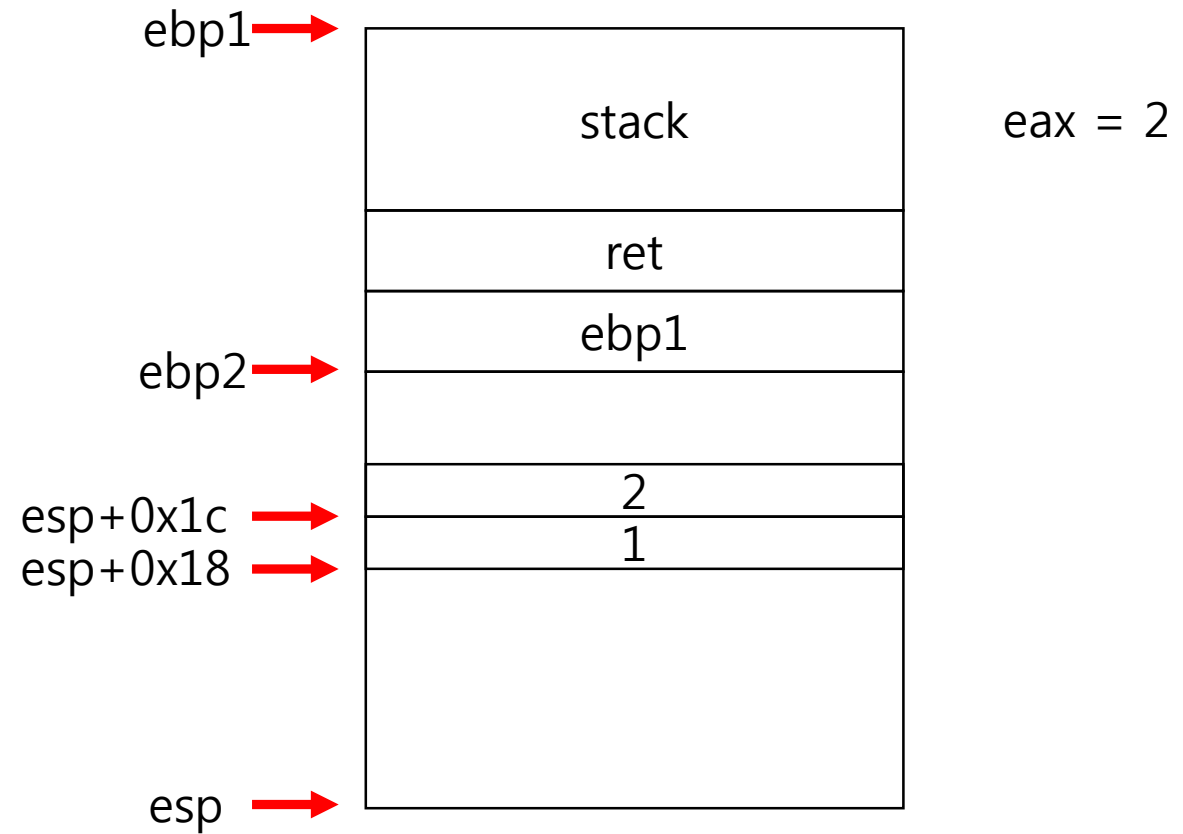 ebp1
stack
eax = 2
ret
ebp1
ebp2
2
esp+0x1c
1
esp+0x18
esp